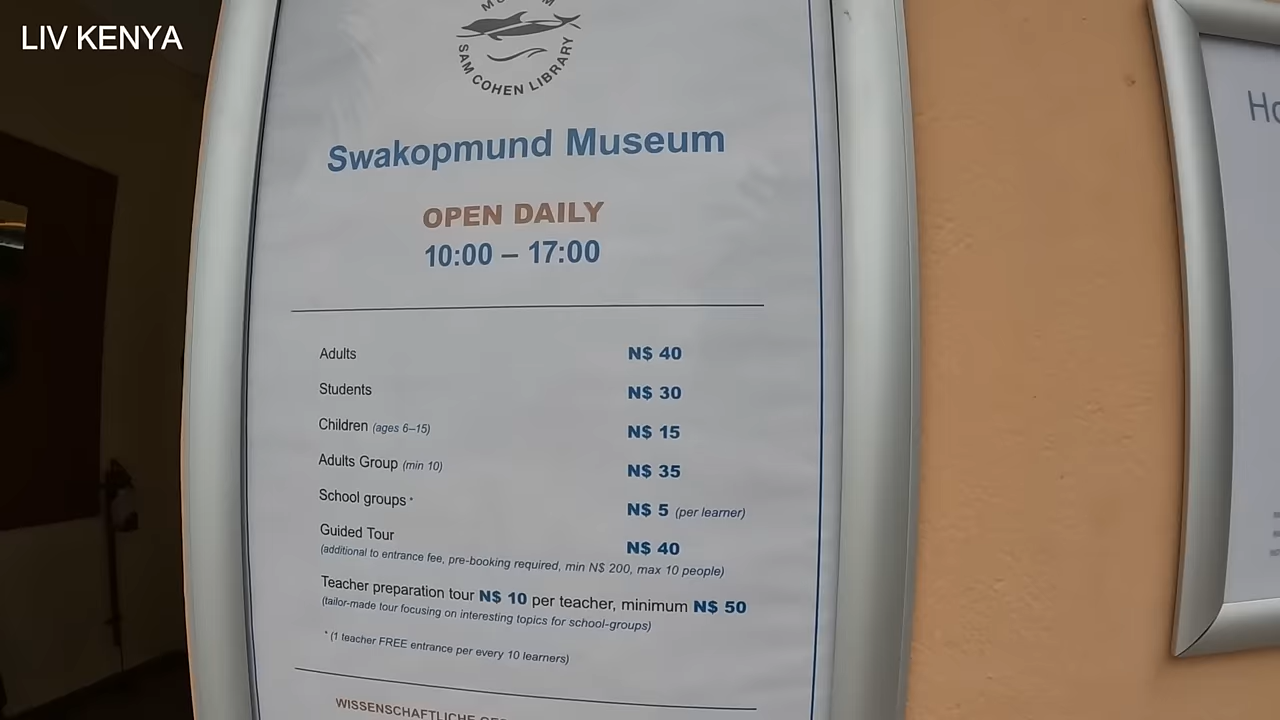 LIV KENYA
SAM COHEN LIBRARY
Swakopmund Museum
OPEN DAILY
10:00 – 17:00
Adults N$ 40
Students N$ 30
Children (ages 6–15) N$ 15
Adults Group (min 10) N$ 35
School groups * N$ 5 (per learner)
Guided Tour N$ 40
(additional to entrance fee, pre-booking required, min N$ 200, max 10 people)
Teacher preparation tour N$ 10 per teacher, minimum N$ 50
(tailor-made tour focusing on interesting topics for school-groups)
* (1 teacher FREE entrance per every 10 learners)
WISSENSCHAFTLICHE